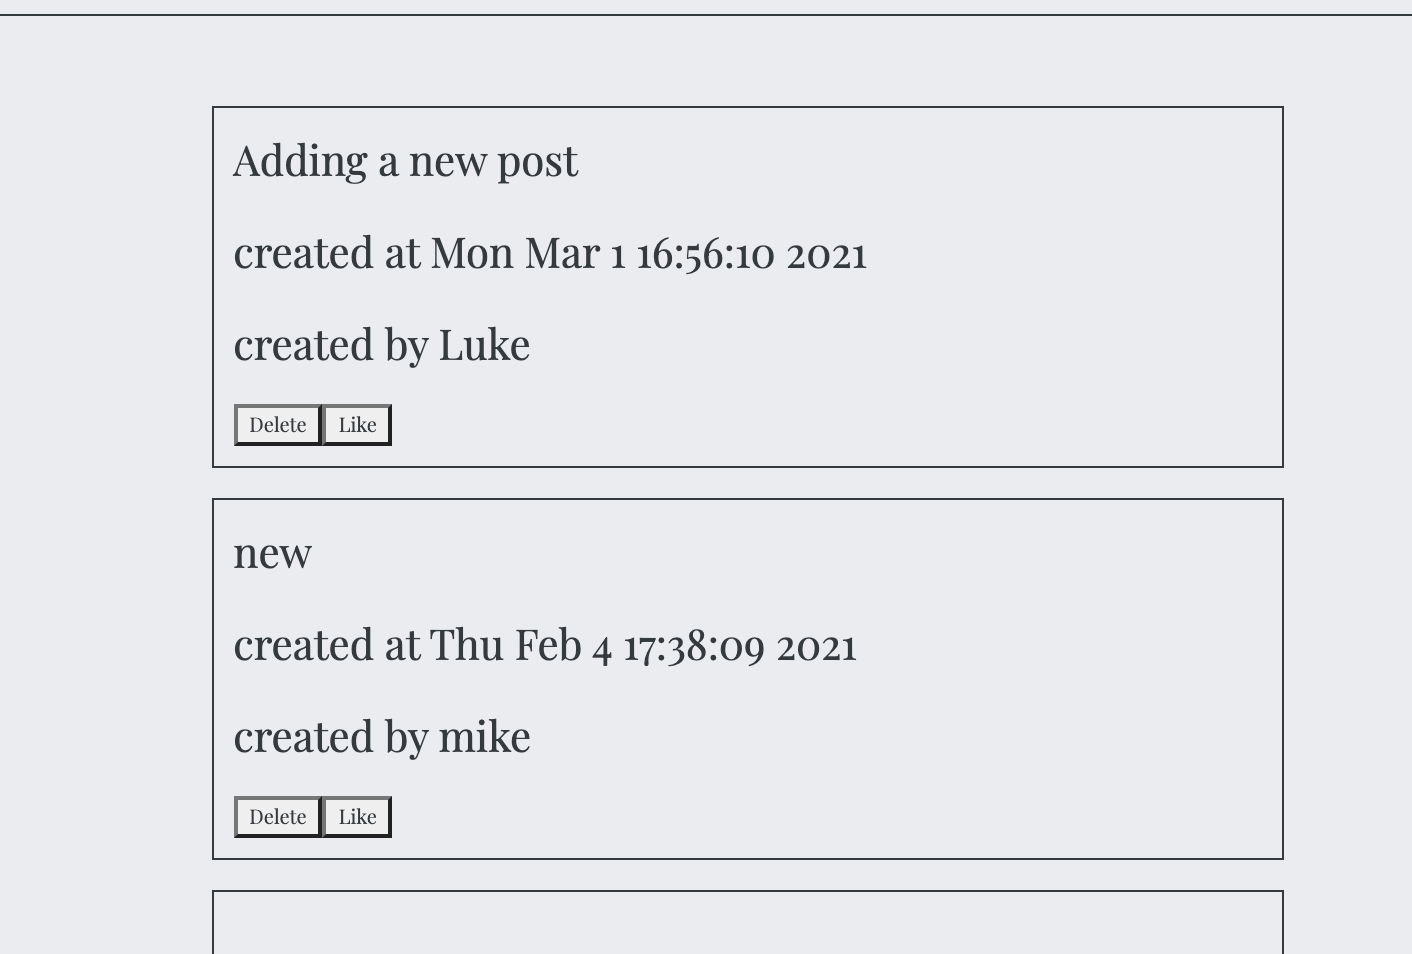 Adding a new post
created at Mon Mar 1 16:56:10 2021
created by Luke
Delete Like
new
created at Thu Feb 4 17:38:09 2021
created by mike
Delete Like